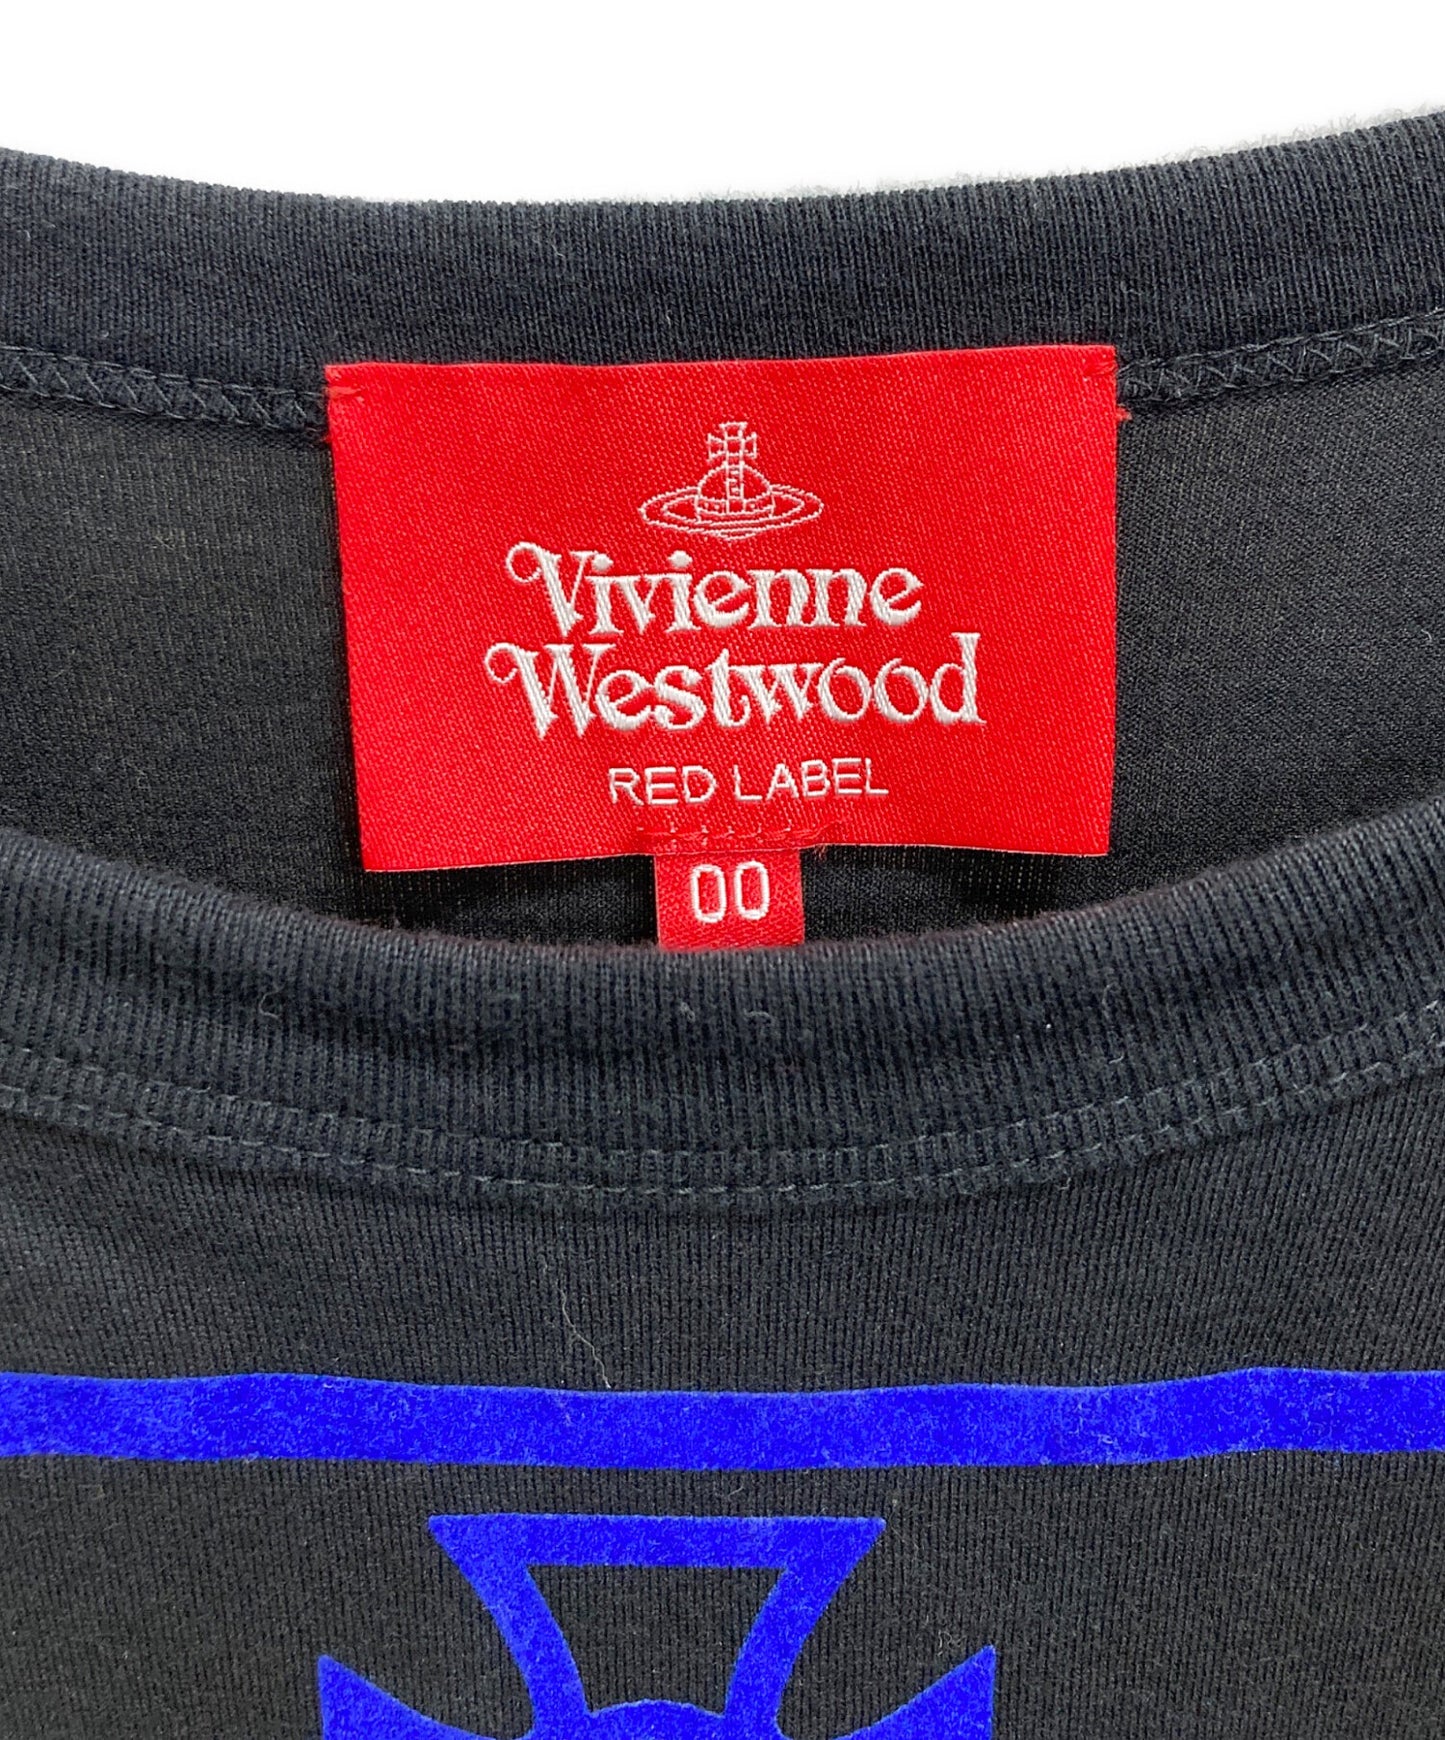 Vivienne
Westwood
RED LABEL
00